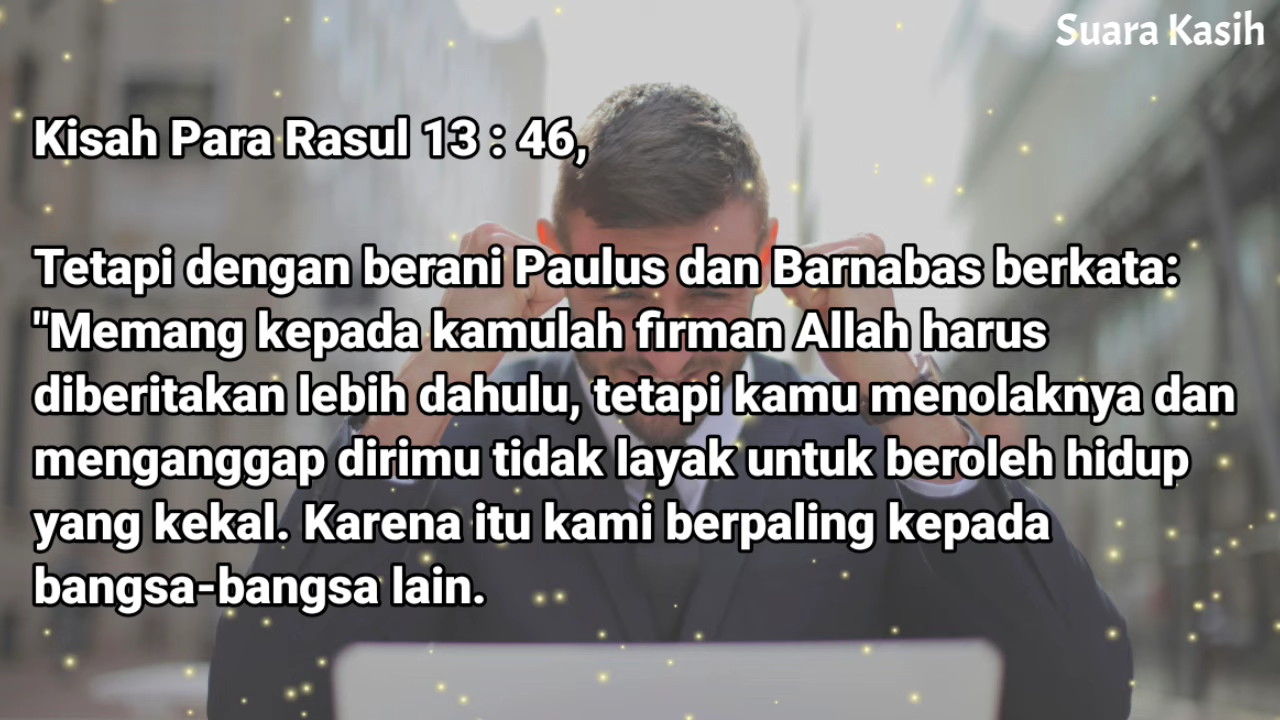 Suara Kasih
Kisah Para Rasul 13 : 46,
Tetapi dengan berani Paulus dan Barnabas berkata:
"Memang kepada kamulah firman Allah harus
diberitakan lebih dahulu, tetapi kamu menolaknya dan
menganggap dirimu tidak layak untuk beroleh hidup
yang kekal. Karena itu kami berpaling kepada
bangsa-bangsa lain.